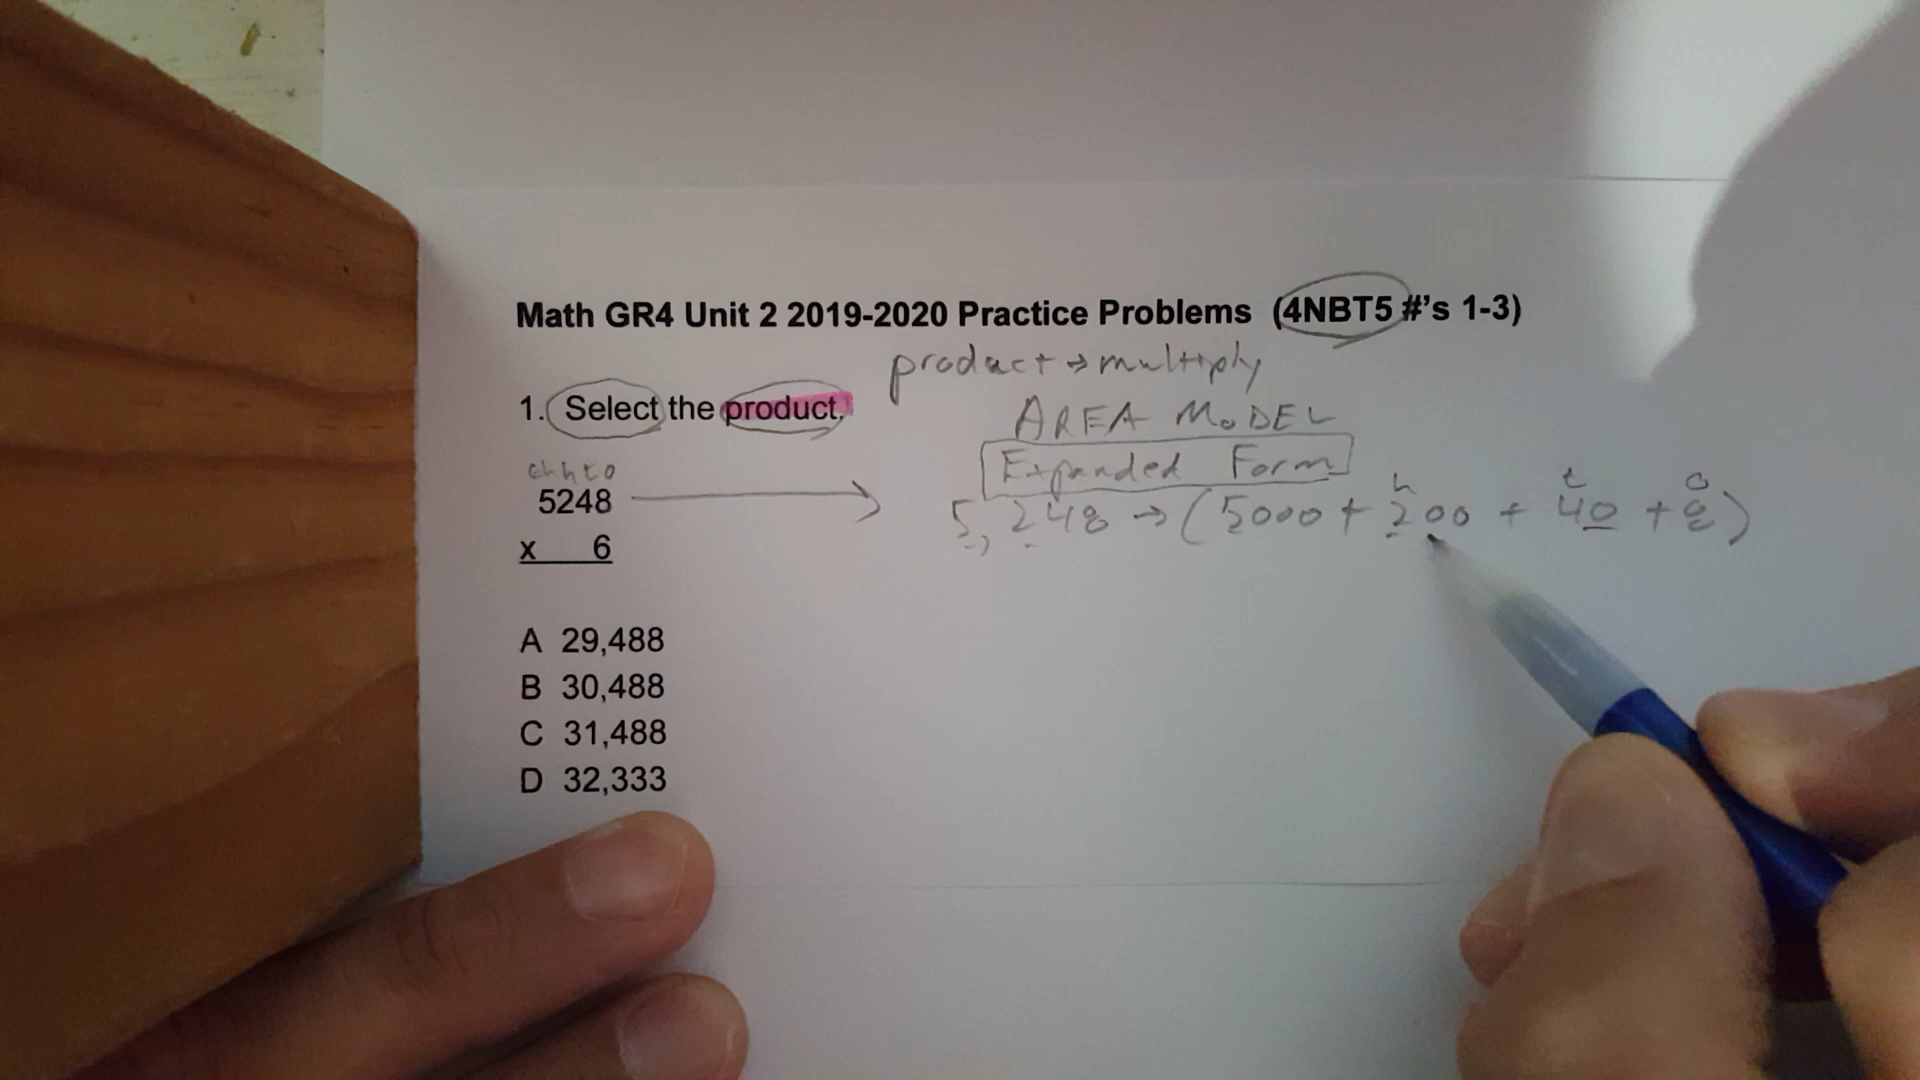 Math GR4 Unit 2 2019-2020 Practice Problems (4NBT5 #'s 1-3)
product → multiply
1. Select the product.
AREA MODEL
Expanded Form
h t o
5248
5,248 → (5000 + 200 + 40 + 8)
x 6
A 29,488
B 30,488
C 31,488
D 32,333